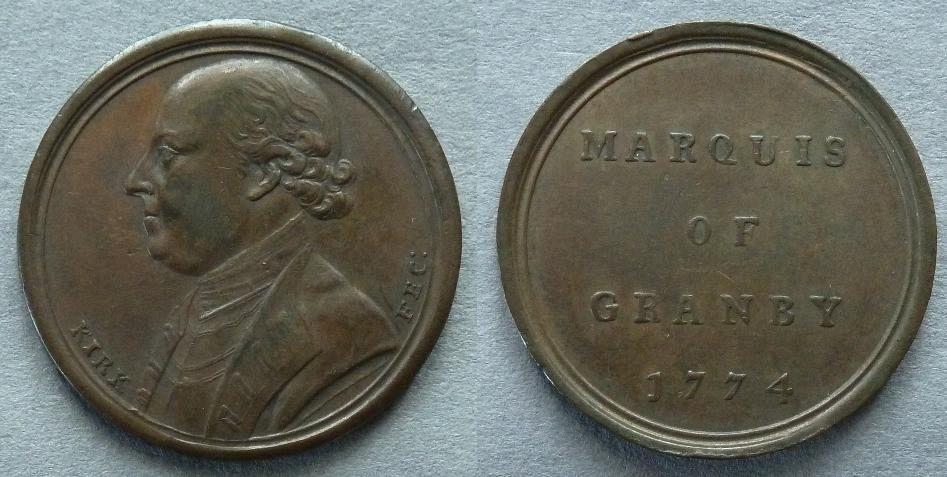 KIRK
FEC:
MARQUIS
OF
GRANBY
1774